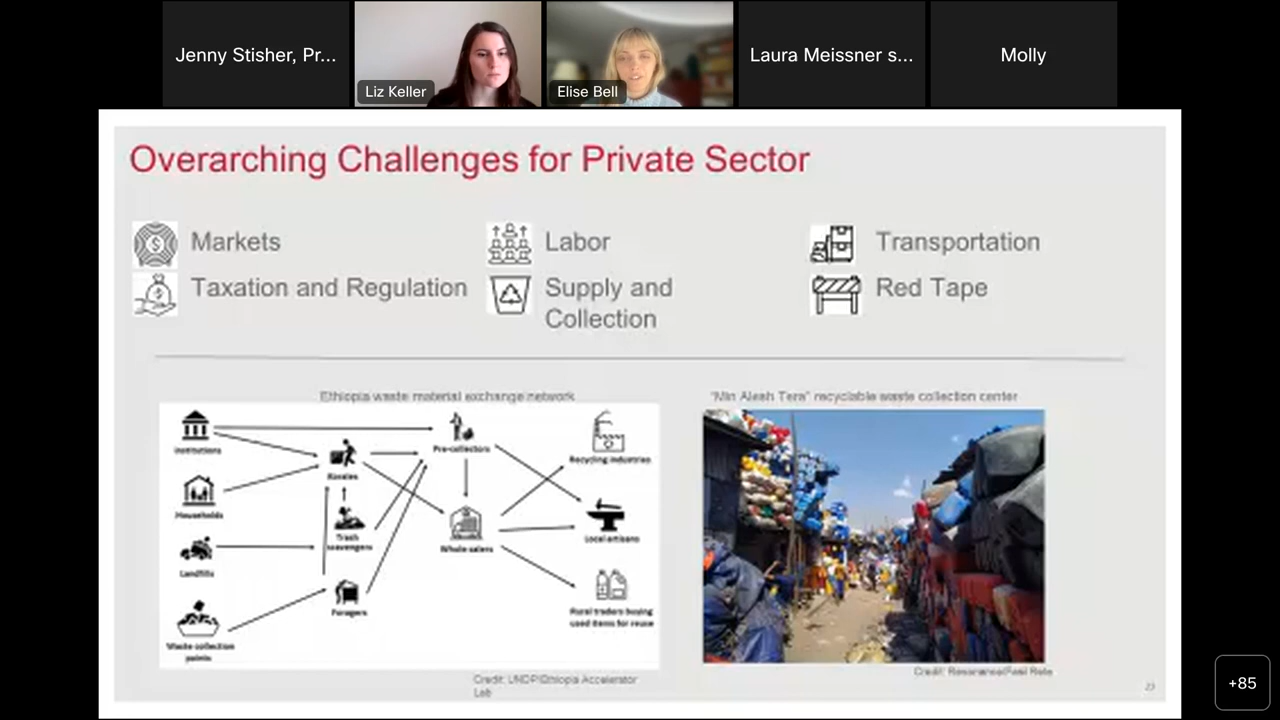 Jenny Stisher, Pr...
Liz Keller
Elise Bell
Laura Meissner s...
Molly
Overarching Challenges for Private Sector
Markets
Labor
Transportation
Taxation and Regulation
Supply and
Collection
Red Tape
Ethiopia waste material exchange network
"Min Alesh Tera" recyclable waste collection center
Institutions
Pre-collectors
Recycling industries
Households
Trash
scavengers
Whole salers
Local artisans
Landfills
Foragers
Rural traders buying
used items for reuse
Waste collection
points
Credit: UNDP/Ethiopia Accelerator
Lab
Credit:
23
+85